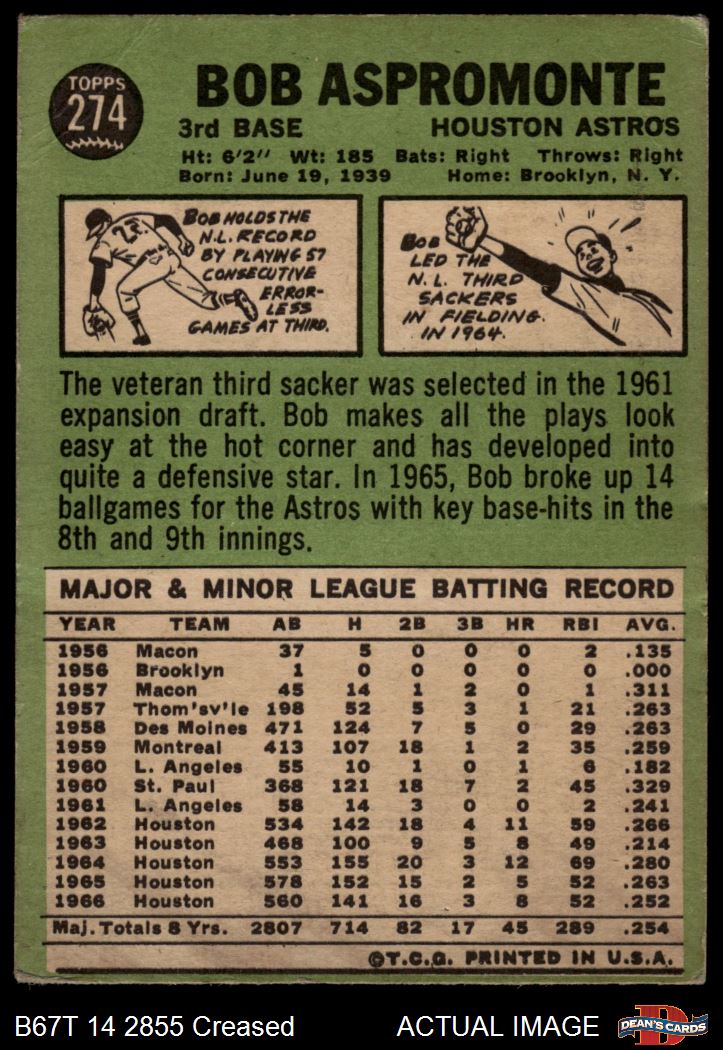 TOPPS
274
BOB ASPROMONTE
3rd BASE HOUSTON ASTROS
Ht: 6'2" Wt: 185 Bats: Right Throws: Right
Born: June 19, 1939 Home: Brooklyn, N. Y.
23
BOB HOLDS THE
N.L. RECORD
BY PLAYING 57
CONSECUTIVE
ERROR-
LESS
GAMES AT THIRD.
BOB
LED THE
N.L. THIRD
SACKERS
IN FIELDING
IN 1964.
The veteran third sacker was selected in the 1961
expansion draft. Bob makes all the plays look
easy at the hot corner and has developed into
quite a defensive star. In 1965, Bob broke up 14
ballgames for the Astros with key base-hits in the
8th and 9th innings.
MAJOR & MINOR LEAGUE BATTING RECORD
YEAR TEAM AB H 2B 3B HR RBI AVG.
1956 Macon 37 5 0 0 0 2 .135
1956 Brooklyn 1 0 0 0 0 0 .000
1957 Macon 45 14 1 2 0 1 .311
1957 Thom'sv'le 198 52 5 3 1 21 .263
1958 Des Moines 471 124 7 5 0 29 .263
1959 Montreal 413 107 18 1 2 35 .259
1960 L. Angeles 55 10 1 0 1 6 .182
1960 St. Paul 368 121 18 7 2 45 .329
1961 L. Angeles 58 14 3 0 0 2 .241
1962 Houston 534 142 18 4 11 59 .266
1963 Houston 468 100 9 5 8 49 .214
1964 Houston 553 155 20 3 12 69 .280
1965 Houston 578 152 15 2 5 52 .263
1966 Houston 560 141 16 3 8 52 .252
Maj. Totals 8 Yrs. 2807 714 82 17 45 289 .254
©T.C.G. PRINTED IN U.S.A.
B67T 14 2855 Creased ACTUAL IMAGE
D
DEAN'S CARDS